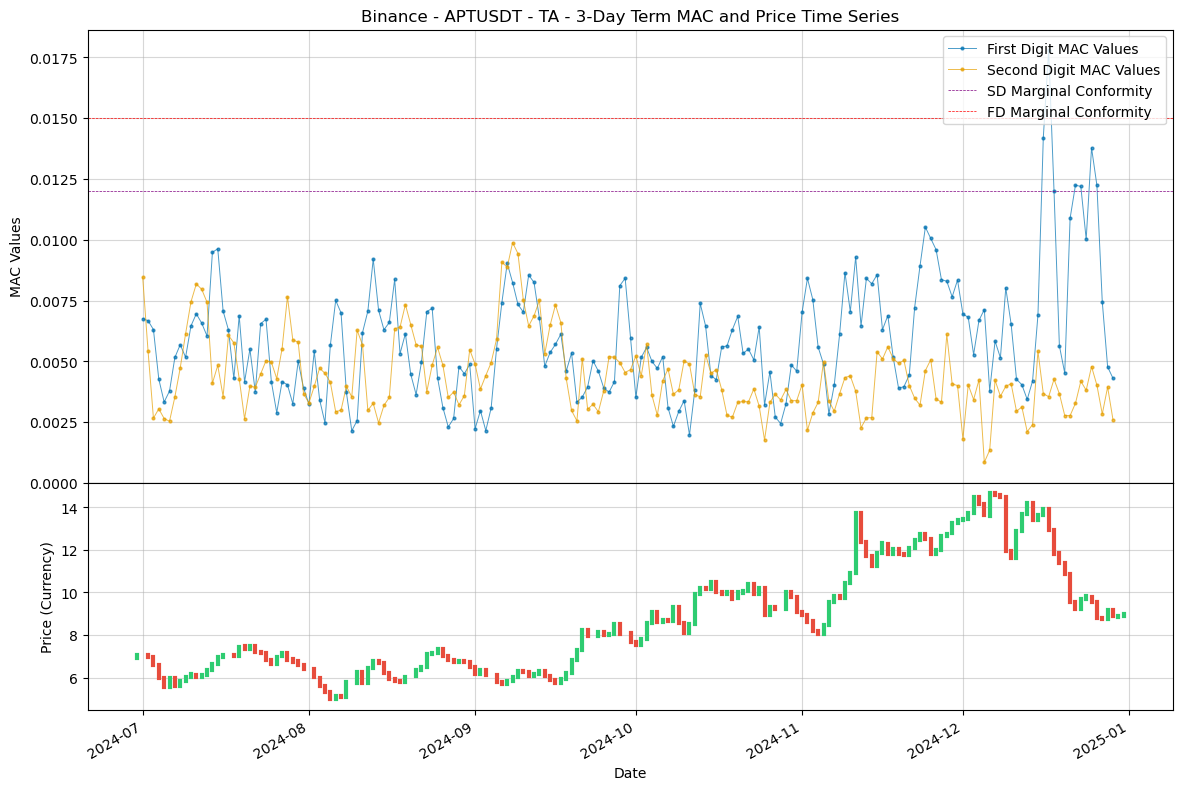 Binance - APTUSDT - TA - 3-Day Term MAC and Price Time Series
First Digit MAC Values
Second Digit MAC Values
SD Marginal Conformity
FD Marginal Conformity
MAC Values
0.0175
0.0150
0.0125
0.0100
0.0075
0.0050
0.0025
0.0000
Price (Currency)
14
12
10
8
6
2024-07
2024-08
2024-09
2024-10
2024-11
2024-12
2025-01
Date